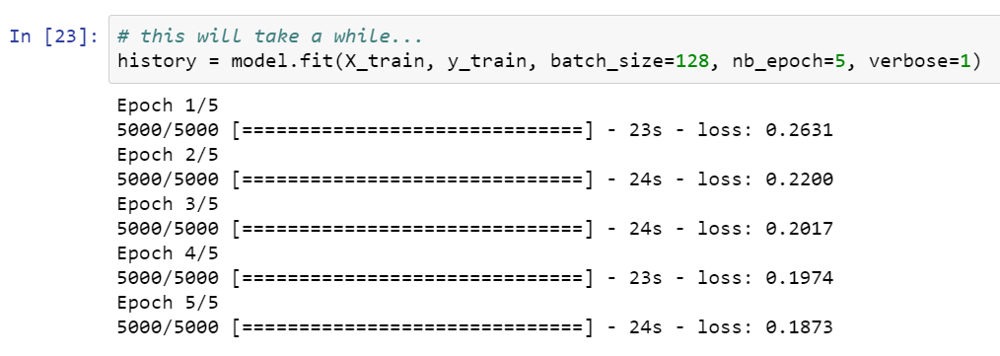 In [23]: # this will take a while...
history = model.fit(X_train, y_train, batch_size=128, nb_epoch=5, verbose=1)
Epoch 1/5
5000/5000 [==============================] - 23s - loss: 0.2631
Epoch 2/5
5000/5000 [==============================] - 24s - loss: 0.2200
Epoch 3/5
5000/5000 [==============================] - 24s - loss: 0.2017
Epoch 4/5
5000/5000 [==============================] - 23s - loss: 0.1974
Epoch 5/5
5000/5000 [==============================] - 24s - loss: 0.1873